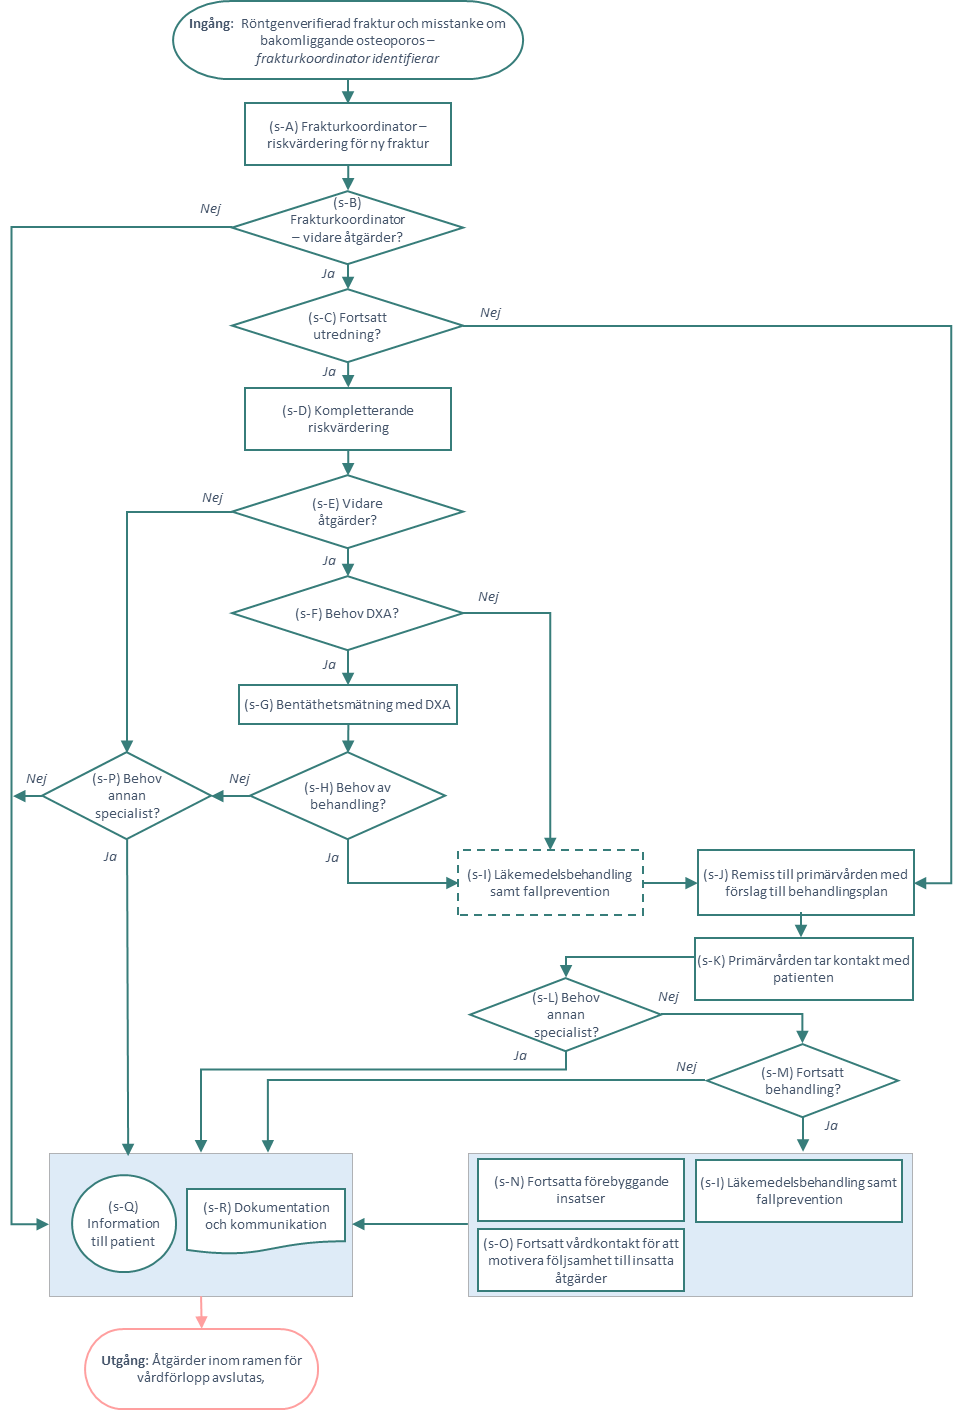 Ingång: Röntgenverifierad fraktur och misstanke om
bakomliggande osteoporos –
frakturkoordinator identifierar
(s-A) Frakturkoordinator –
riskvärdering för ny fraktur
Nej
(s-B)
Frakturkoordinator
– vidare åtgärder?
Ja
(s-C) Fortsatt
utredning?
Nej
Ja
(s-D) Kompletterande
riskvärdering
Nej
(s-E) Vidare
åtgärder?
Ja
(s-F) Behov DXA?
Nej
Ja
(s-G) Bentäthetsmätning med DXA
Nej
(s-P) Behov
annan
specialist?
Nej
(s-H) Behov av
behandling?
Ja
Ja
(s-I) Läkemedelsbehandling
samt fallprevention
(s-J) Remiss till primärvården med
förslag till behandlingsplan
(s-K) Primärvården tar kontakt med
patienten
(s-L) Behov
annan
specialist?
Nej
Ja
Nej
(s-M) Fortsatt
behandling?
Ja
(s-Q)
Information
till patient
(s-R) Dokumentation
och kommunikation
(s-N) Fortsatta förebyggande
insatser
(s-I) Läkemedelsbehandling samt
fallprevention
(s-O) Fortsatt vårdkontakt för att
motivera följsamhet till insatta
åtgärder
Utgång: Åtgärder inom ramen för
vårdförlopp avslutas,